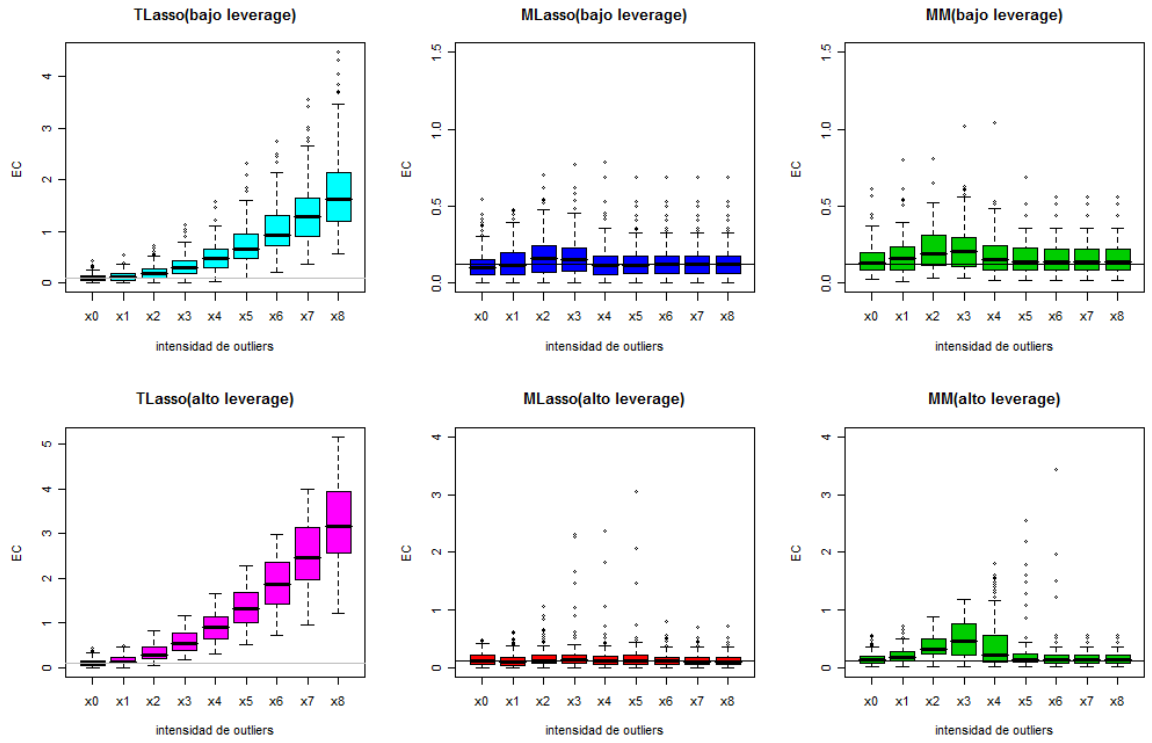 TLasso(bajo leverage)
MLasso(bajo leverage)
MM(bajo leverage)
EC
0 1 2 3 4
x0 x1 x2 x3 x4 x5 x6 x7 x8
intensidad de outliers
EC
0.0 0.5 1.0 1.5
x0 x1 x2 x3 x4 x5 x6 x7 x8
intensidad de outliers
EC
0.0 0.5 1.0 1.5
x0 x1 x2 x3 x4 x5 x6 x7 x8
intensidad de outliers
TLasso(alto leverage)
MLasso(alto leverage)
MM(alto leverage)
EC
0 1 2 3 4 5
x0 x1 x2 x3 x4 x5 x6 x7 x8
intensidad de outliers
EC
0 1 2 3 4
x0 x1 x2 x3 x4 x5 x6 x7 x8
intensidad de outliers
EC
0 1 2 3 4
x0 x1 x2 x3 x4 x5 x6 x7 x8
intensidad de outliers